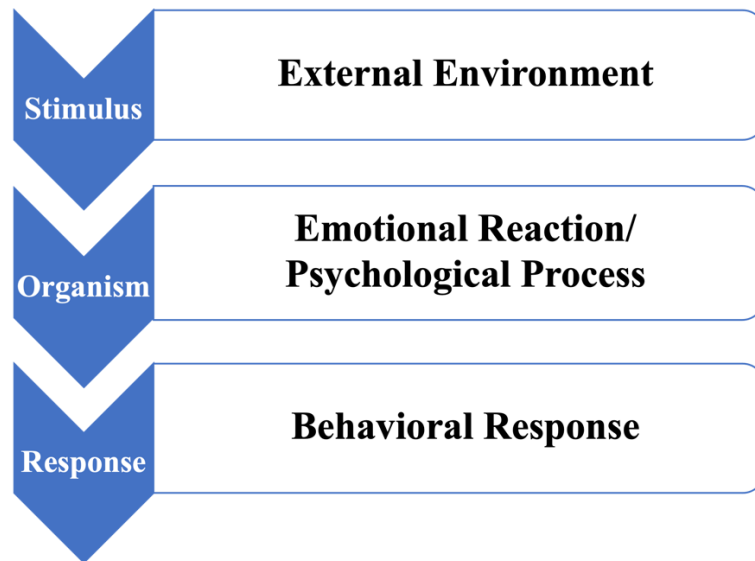 Stimulus
External Environment
Organism
Emotional Reaction/
Psychological Process
Response
Behavioral Response